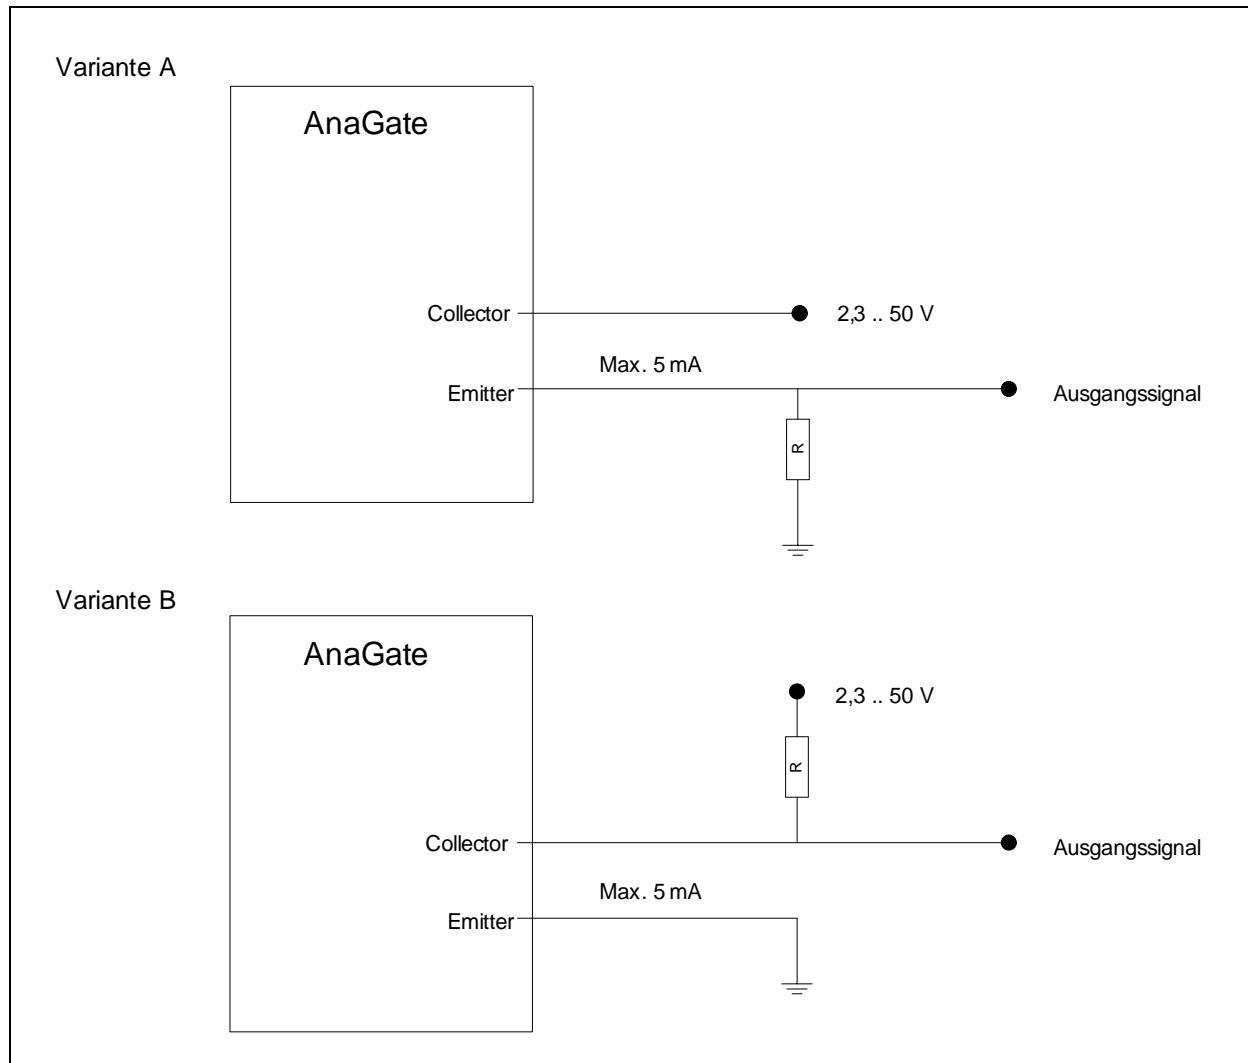 Variante A
AnaGate
Collector
2,3 .. 50 V
Max. 5 mA
Emitter
Ausgangssignal
R
Variante B
AnaGate
2,3 .. 50 V
R
Collector
Ausgangssignal
Max. 5 mA
Emitter